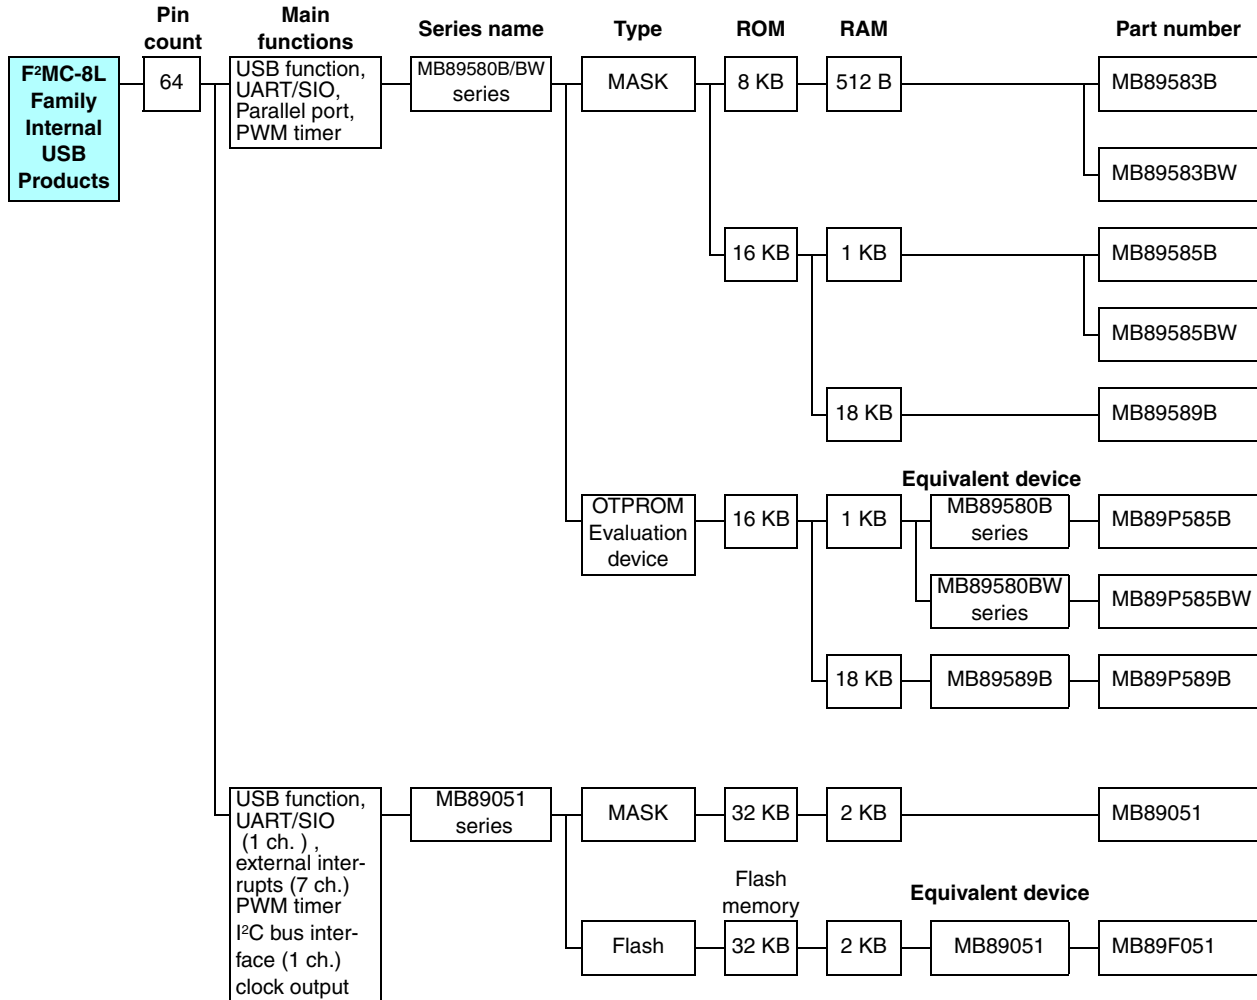 Pin
count
Main
functions
Series name
Type
ROM
RAM
Part number
F²MC-8L
Family
Internal
USB
Products
64
USB function,
UART/SIO,
Parallel port,
PWM timer
MB89580B/BW
series
MASK
8 KB
512 B
MB89583B
MB89583BW
16 KB
1 KB
MB89585B
MB89585BW
18 KB
MB89589B
Equivalent device
OTPROM
Evaluation
device
16 KB
1 KB
MB89580B
series
MB89P585B
MB89580BW
series
MB89P585BW
18 KB
MB89589B
MB89P589B
USB function,
UART/SIO
(1 ch. ) ,
external inter-
rupts (7 ch.)
PWM timer
I²C bus inter-
face (1 ch.)
clock output
MB89051
series
MASK
32 KB
2 KB
MB89051
Flash
memory
Equivalent device
Flash
32 KB
2 KB
MB89051
MB89F051